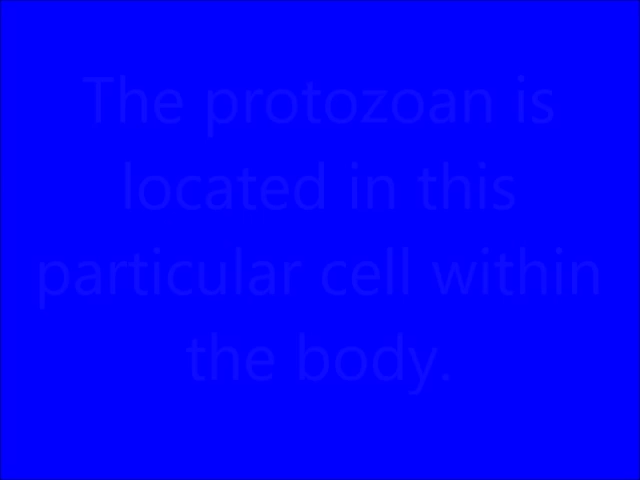 The protozoan is
located in this
particular cell within
the body.